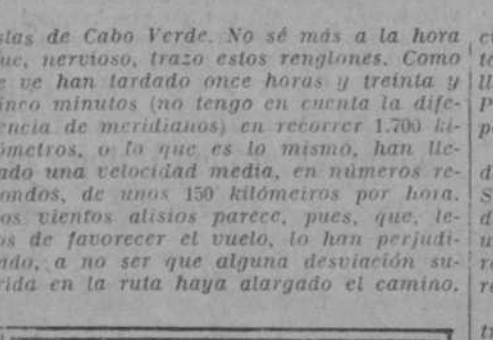 slas de Cabo Verde. No sé más a la hora
ue, nervioso, trazo estos renglones. Como
e ve han tardado once horas y treinta y
inco minutos (no tengo en cuenta la dife-
encia de meridianos) en recorrer 1.700 ki-
ómetros, o lo que es lo mismo, han lle-
ado una velocidad media, en números re-
ondos, de unos 150 kilómetros por hora.
os vientos alisios parece, pues, que, le-
os de favorecer el vuelo, lo han perjudi-
ado, a no ser que alguna desviación su-
rida en la ruta haya alargado el camino.